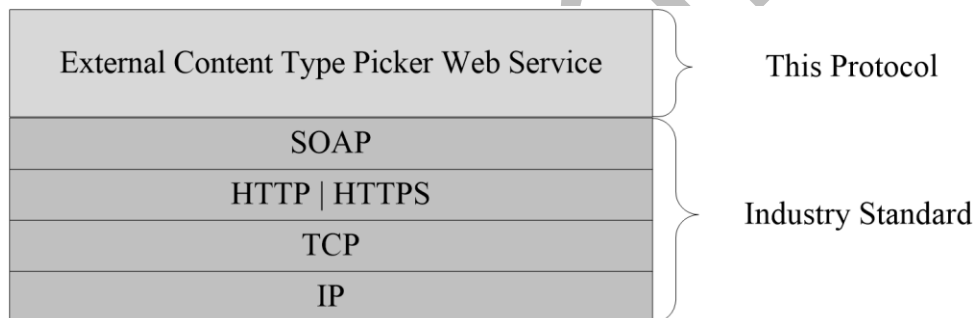 External Content Type Picker Web Service
This Protocol
SOAP
HTTP | HTTPS
TCP
IP
Industry Standard